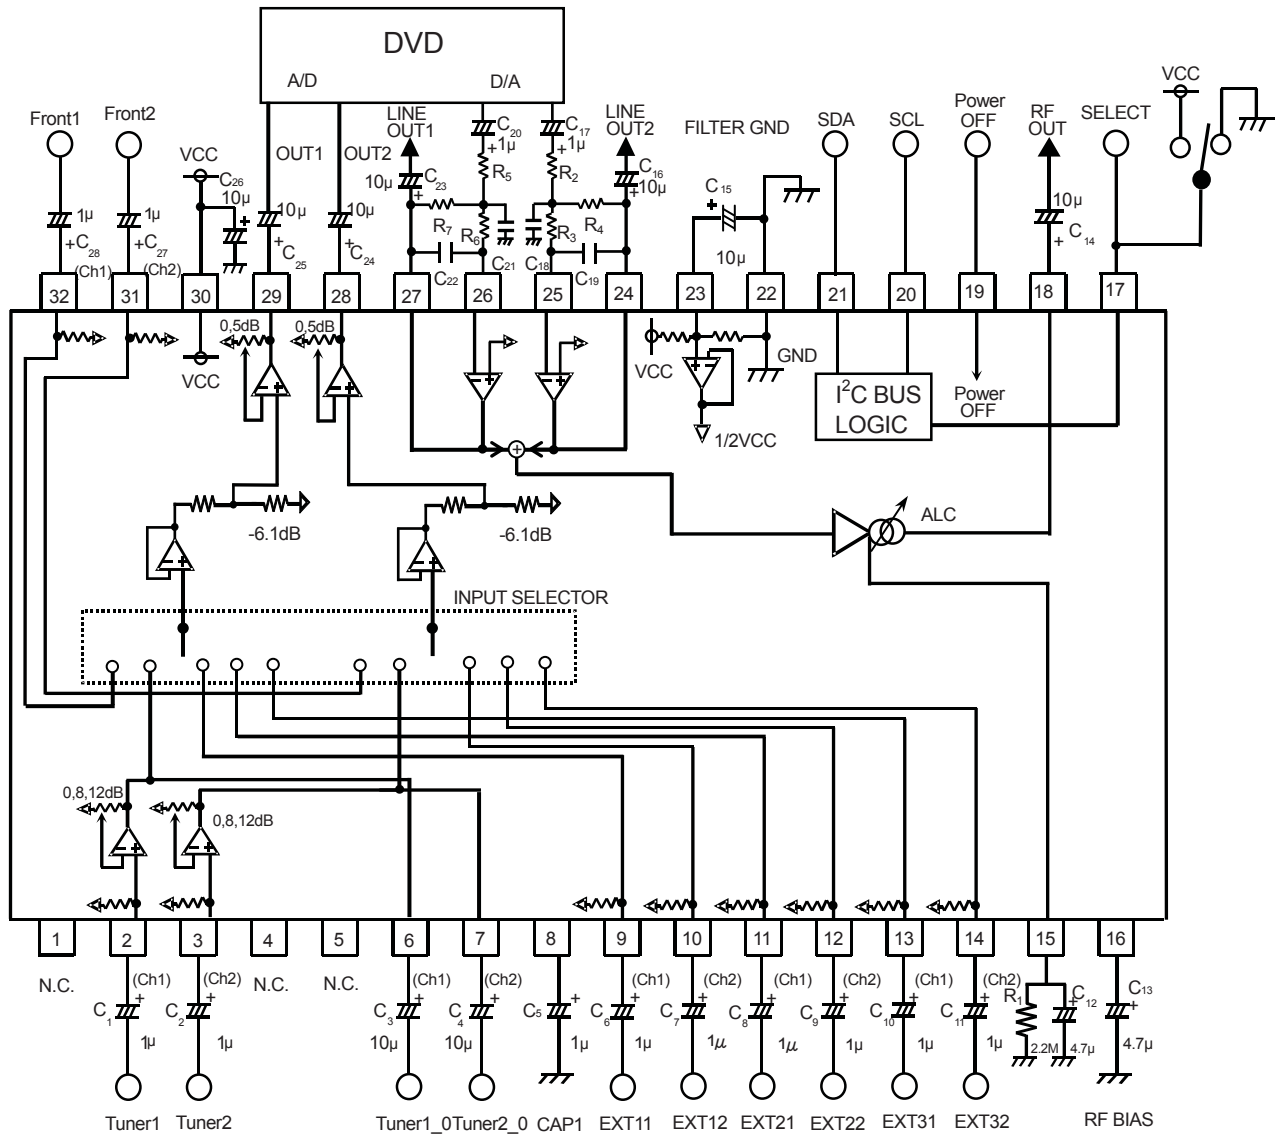 DVD
A/D
D/A
Front1
Front2
LINE
OUT1
C20
1µ
+
C17
1µ
+
LINE
OUT2
FILTER GND
SDA
SCL
Power
OFF
RF
OUT
SELECT
VCC
VCC
C26
10µ
+
OUT1
OUT2
10µ
C23
+
R5
R2
C16
10µ
+
C15
+
10µ
10µ
C14
+
1µ
+C28
(Ch1)
1µ
+C27
(Ch2)
10µ
+
C25
10µ
+
C24
R7
R6
R3
R4
C22
C21
C18
C19
32
31
30
29
28
27
26
25
24
23
22
21
20
19
18
17
VCC
0,5dB
0,5dB
− +
− +
− +
− +
+
VCC
− +
1/2VCC
GND
I2C BUS
LOGIC
Power
OFF
-6.1dB
-6.1dB
− +
− +
ALC
INPUT SELECTOR
0,8,12dB
0,8,12dB
− +
− +
1
2
3
4
5
6
7
8
9
10
11
12
13
14
15
16
N.C.
(Ch1)
(Ch2)
N.C.
N.C.
(Ch1)
(Ch2)
(Ch1)
(Ch2)
(Ch1)
(Ch2)
(Ch1)
(Ch2)
C1
+
C2
+
C3
+
C4
+
C5
+
C6
+
C7
+
C8
+
C9
+
C10
+
C11
+
R1
C12
+
C13
+
1µ
1µ
10µ
10µ
1µ
1µ
1µ
1µ
1µ
1µ
1µ
2.2M
4.7µ
4.7µ
Tuner1
Tuner2
Tuner1_0
Tuner2_0
CAP1
EXT11
EXT12
EXT21
EXT22
EXT31
EXT32
RF BIAS